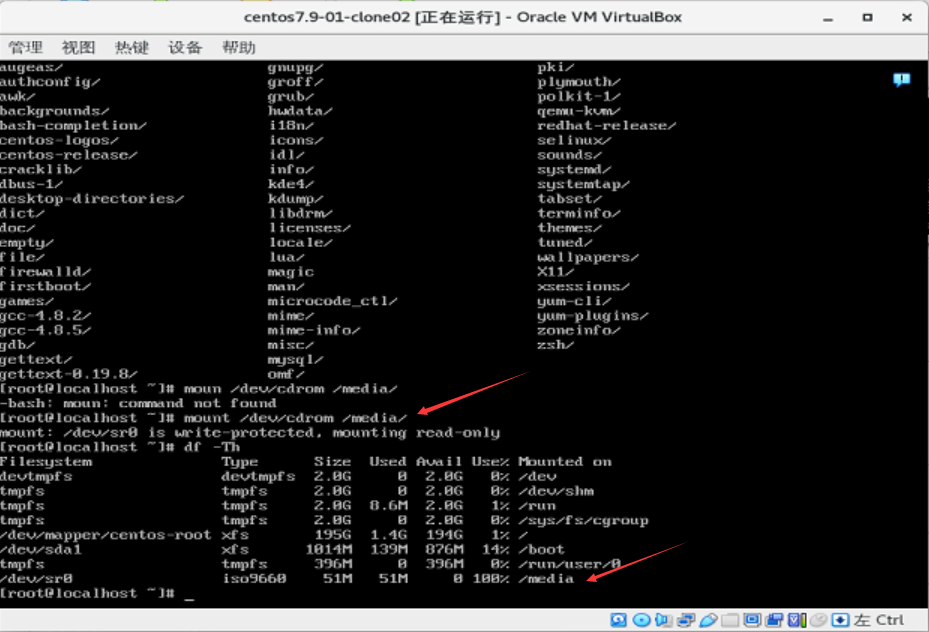 centos7.9-01-clone02 [正在运行] - Oracle VM VirtualBox
管理 视图 热键 设备 帮助
augeas/ gnupg/ pki/
authconfig/ groff/ plymouth/
awk/ grub/ polkit-1/
backgrounds/ hwdata/ qemu-kvm/
bash-completion/ i18n/ redhat-release/
centos-logos/ icons/ selinux/
centos-release/ idl/ sounds/
cracklib/ info/ systemd/
dbus-1/ kde4/ systemtap/
desktop-directories/ kdump/ tabset/
dict/ libdrm/ terminfo/
doc/ licenses/ themes/
empty/ locale/ tuned/
file/ lua/ wallpapers/
firewalld/ magic X11/
firstboot/ man/ xsessions/
games/ microcode_ctl/ yum-cli/
gcc-4.8.2/ mime/ yum-plugins/
gcc-4.8.5/ mime-info/ zoneinfo/
gdb/ misc/ zsh/
gettext/ mysql/
gettext-0.19.8/ omf/
[root@localhost ~]# moun /dev/cdrom /media/
-bash: moun: command not found
[root@localhost ~]# mount /dev/cdrom /media/
mount: /dev/sr0 is write-protected, mounting read-only
[root@localhost ~]# df -Th
Filesystem Type Size Used Avail Use% Mounted on
devtmpfs devtmpfs 2.0G 0 2.0G 0% /dev
tmpfs tmpfs 2.0G 0 2.0G 0% /dev/shm
tmpfs tmpfs 2.0G 8.6M 2.0G 1% /run
tmpfs tmpfs 2.0G 0 2.0G 0% /sys/fs/cgroup
/dev/mapper/centos-root xfs 195G 1.4G 194G 1% /
/dev/sda1 xfs 1014M 139M 876M 14% /boot
tmpfs tmpfs 396M 0 396M 0% /run/user/0
/dev/sr0 iso9660 51M 51M 0 100% /media
[root@localhost ~]# _
左 Ctrl